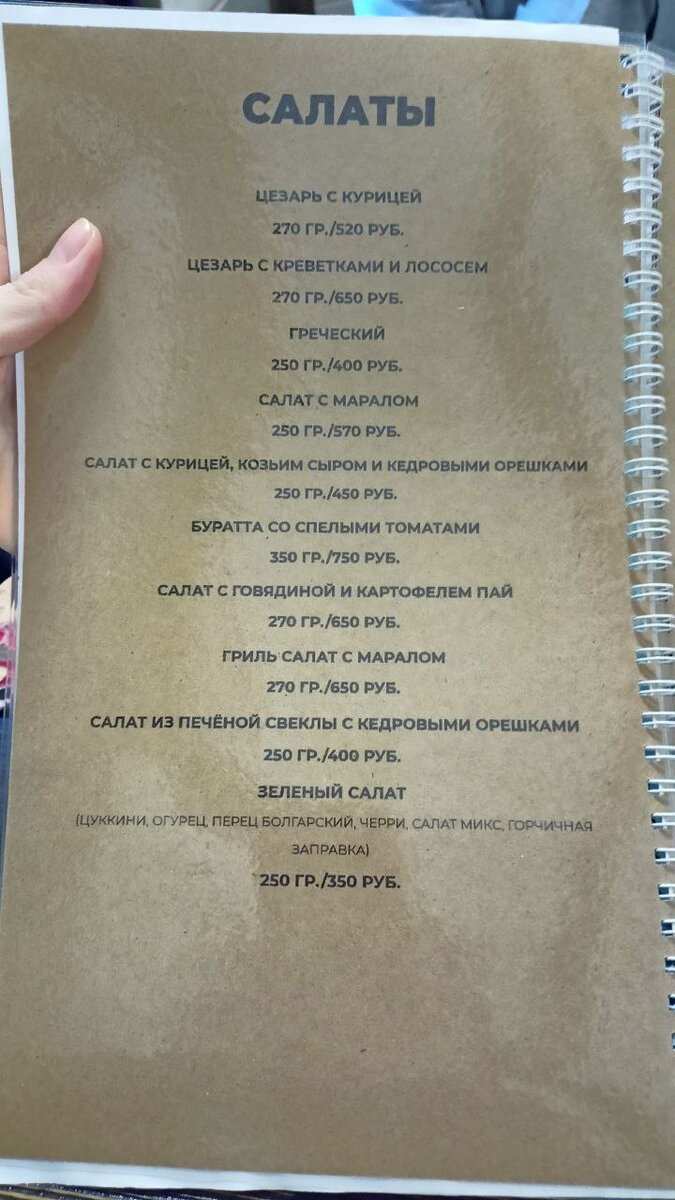 САЛАТЫ
ЦЕЗАРЬ С КУРИЦЕЙ
270 ГР./520 РУБ.
ЦЕЗАРЬ С КРЕВЕТКАМИ И ЛОСОСЕМ
270 ГР./650 РУБ.
ГРЕЧЕСКИЙ
250 ГР./400 РУБ.
САЛАТ С МАРАЛОМ
250 ГР./570 РУБ.
САЛАТ С КУРИЦЕЙ, КОЗЬИМ СЫРОМ И КЕДРОВЫМИ ОРЕШКАМИ
250 ГР./450 РУБ.
БУРАТТА СО СПЕЛЫМИ ТОМАТАМИ
350 ГР./750 РУБ.
САЛАТ С ГОВЯДИНОЙ И КАРТОФЕЛЕМ ПАЙ
270 ГР./650 РУБ.
ГРИЛЬ САЛАТ С МАРАЛОМ
270 ГР./650 РУБ.
САЛАТ ИЗ ПЕЧЁНОЙ СВЕКЛЫ С КЕДРОВЫМИ ОРЕШКАМИ
250 ГР./400 РУБ.
ЗЕЛЕНЫЙ САЛАТ
(ЦУККИНИ, ОГУРЕЦ, ПЕРЕЦ БОЛГАРСКИЙ, ЧЕРРИ, САЛАТ МИКС, ГОРЧИЧНАЯ
ЗАПРАВКА)
250 ГР./350 РУБ.